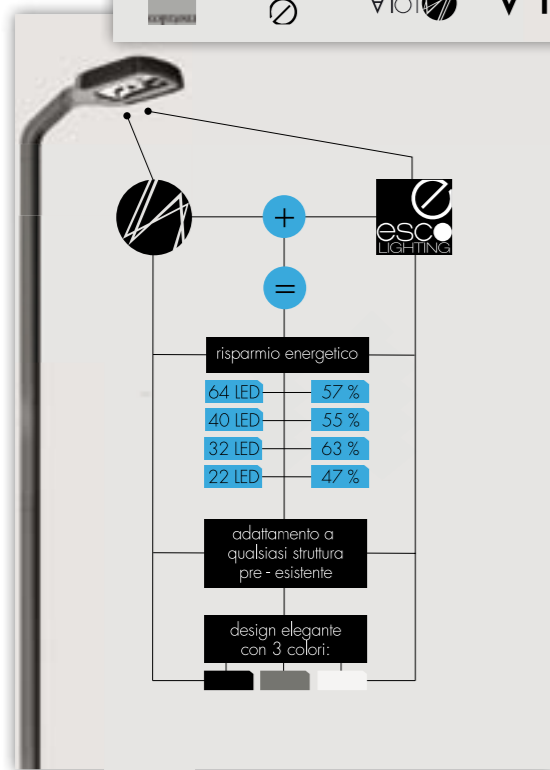 +
esco
LIGHTING
=
risparmio energetico
64 LED 57 %
40 LED 55 %
32 LED 63 %
22 LED 47 %
adattamento a
qualsiasi struttura
pre - esistente
design elegante
con 3 colori: